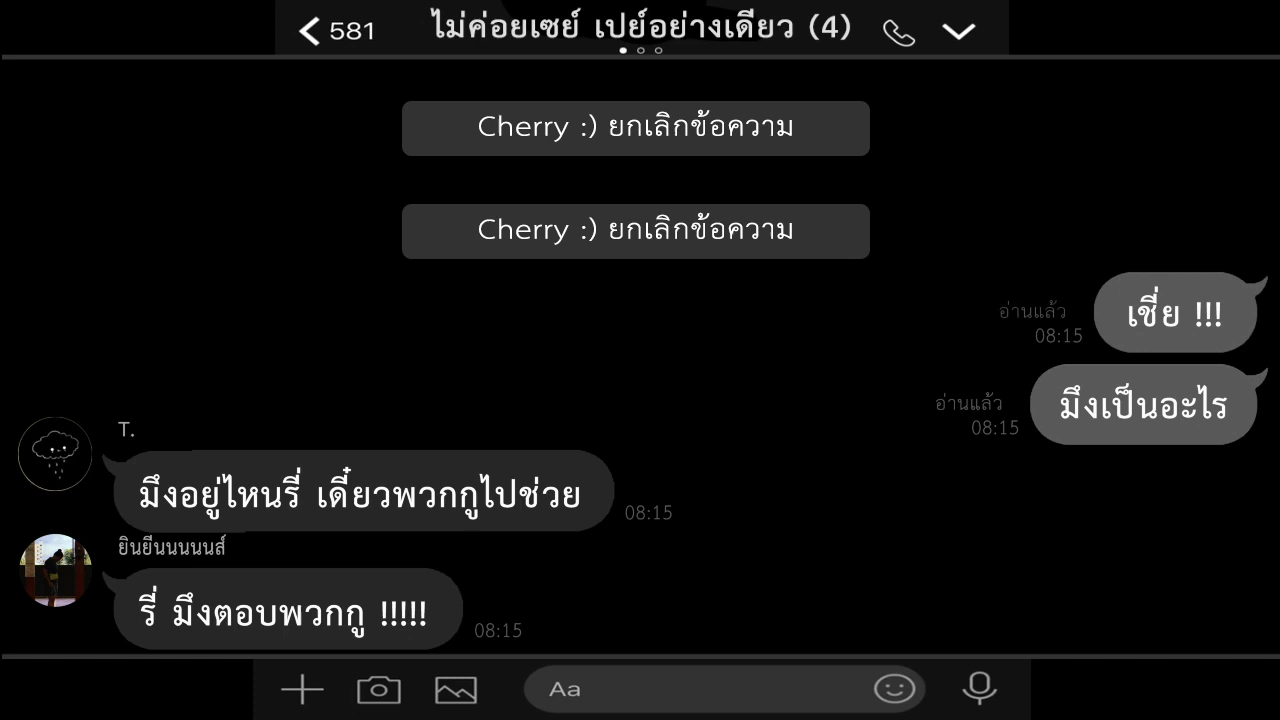 581
ไม่ค่อยเซย์ เปย์อย่างเดียว (4)
Cherry :) ยกเลิกข้อความ
Cherry :) ยกเลิกข้อความ
เชี่ย !!!
อ่านแล้ว
08:15
มึงเป็นอะไร
อ่านแล้ว
08:15
T.
มึงอยู่ไหนรี่ เดี๋ยวพวกกูไปช่วย
08:15
ยินยีนนนนนส์
รี่ มึงตอบพวกกู !!!!!
08:15
Aa